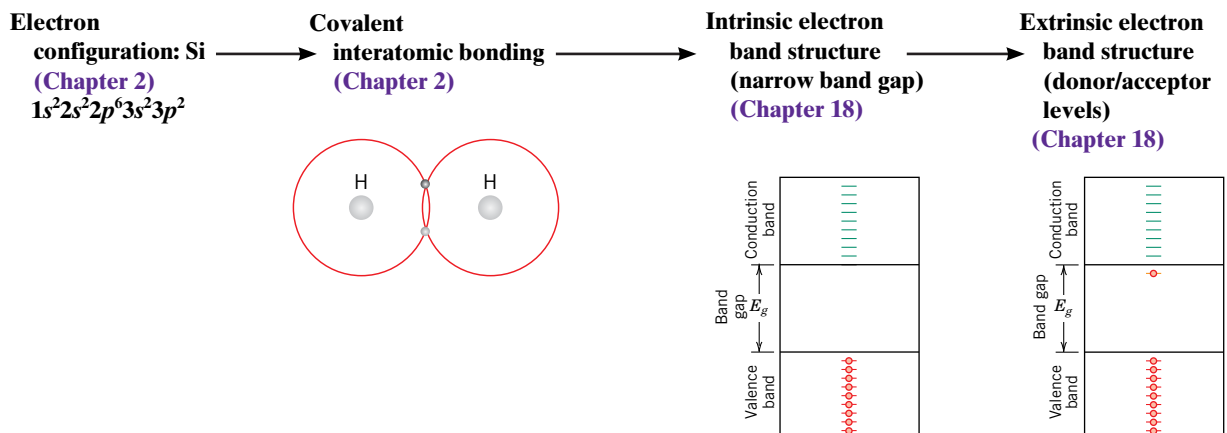 Electron
configuration: Si
(Chapter 2)
1s²2s²2p⁶3s²3p²
Covalent
interatomic bonding
(Chapter 2)
Intrinsic electron
band structure
(narrow band gap)
(Chapter 18)
Extrinsic electron
band structure
(donor/acceptor
levels)
(Chapter 18)
H
H
Conduction
band
Band
gap
E_g
Valence
band
Conduction
band
Band gap
E_g
Valence
band